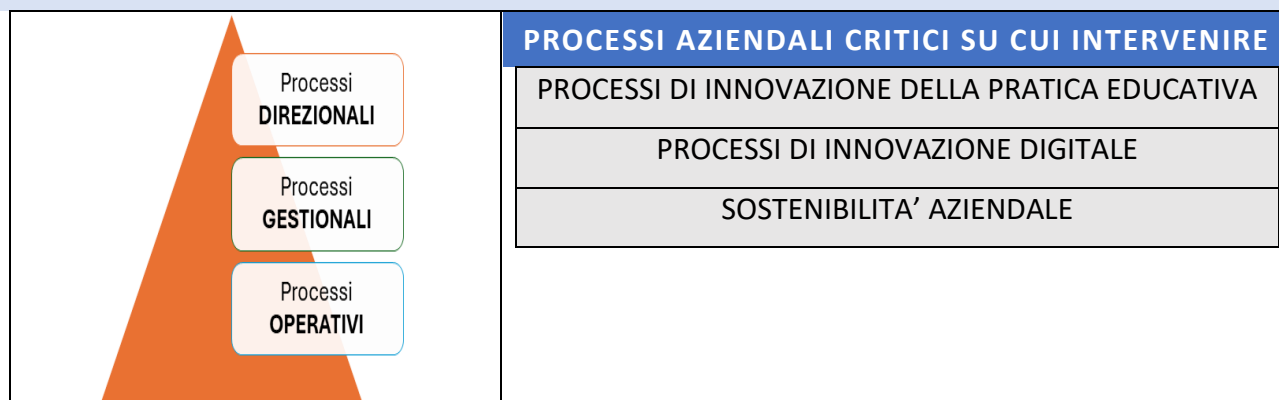 Processi
DIREZIONALI
Processi
GESTIONALI
Processi
OPERATIVI
PROCESSI AZIENDALI CRITICI SU CUI INTERVENIRE
PROCESSI DI INNOVAZIONE DELLA PRATICA EDUCATIVA
PROCESSI DI INNOVAZIONE DIGITALE
SOSTENIBILITA’ AZIENDALE